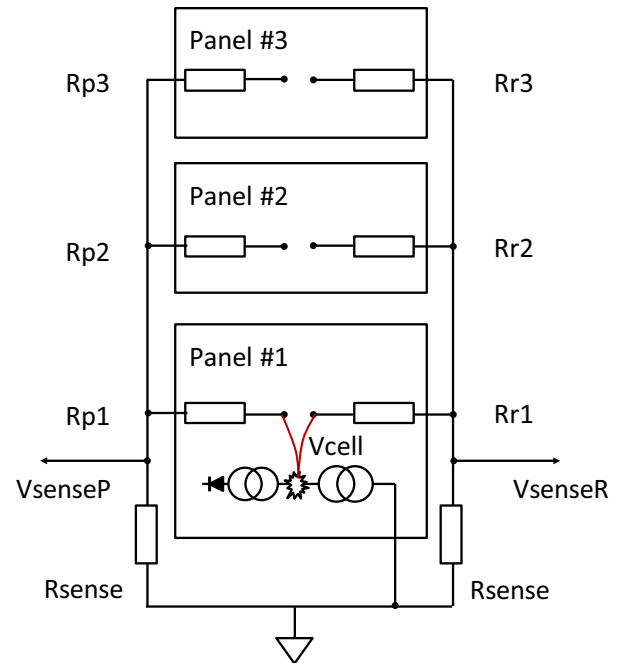 Panel #3
Rp3
Rr3
Panel #2
Rp2
Rr2
Panel #1
Rp1
Rr1
Vcell
VsenseP
VsenseR
Rsense
Rsense